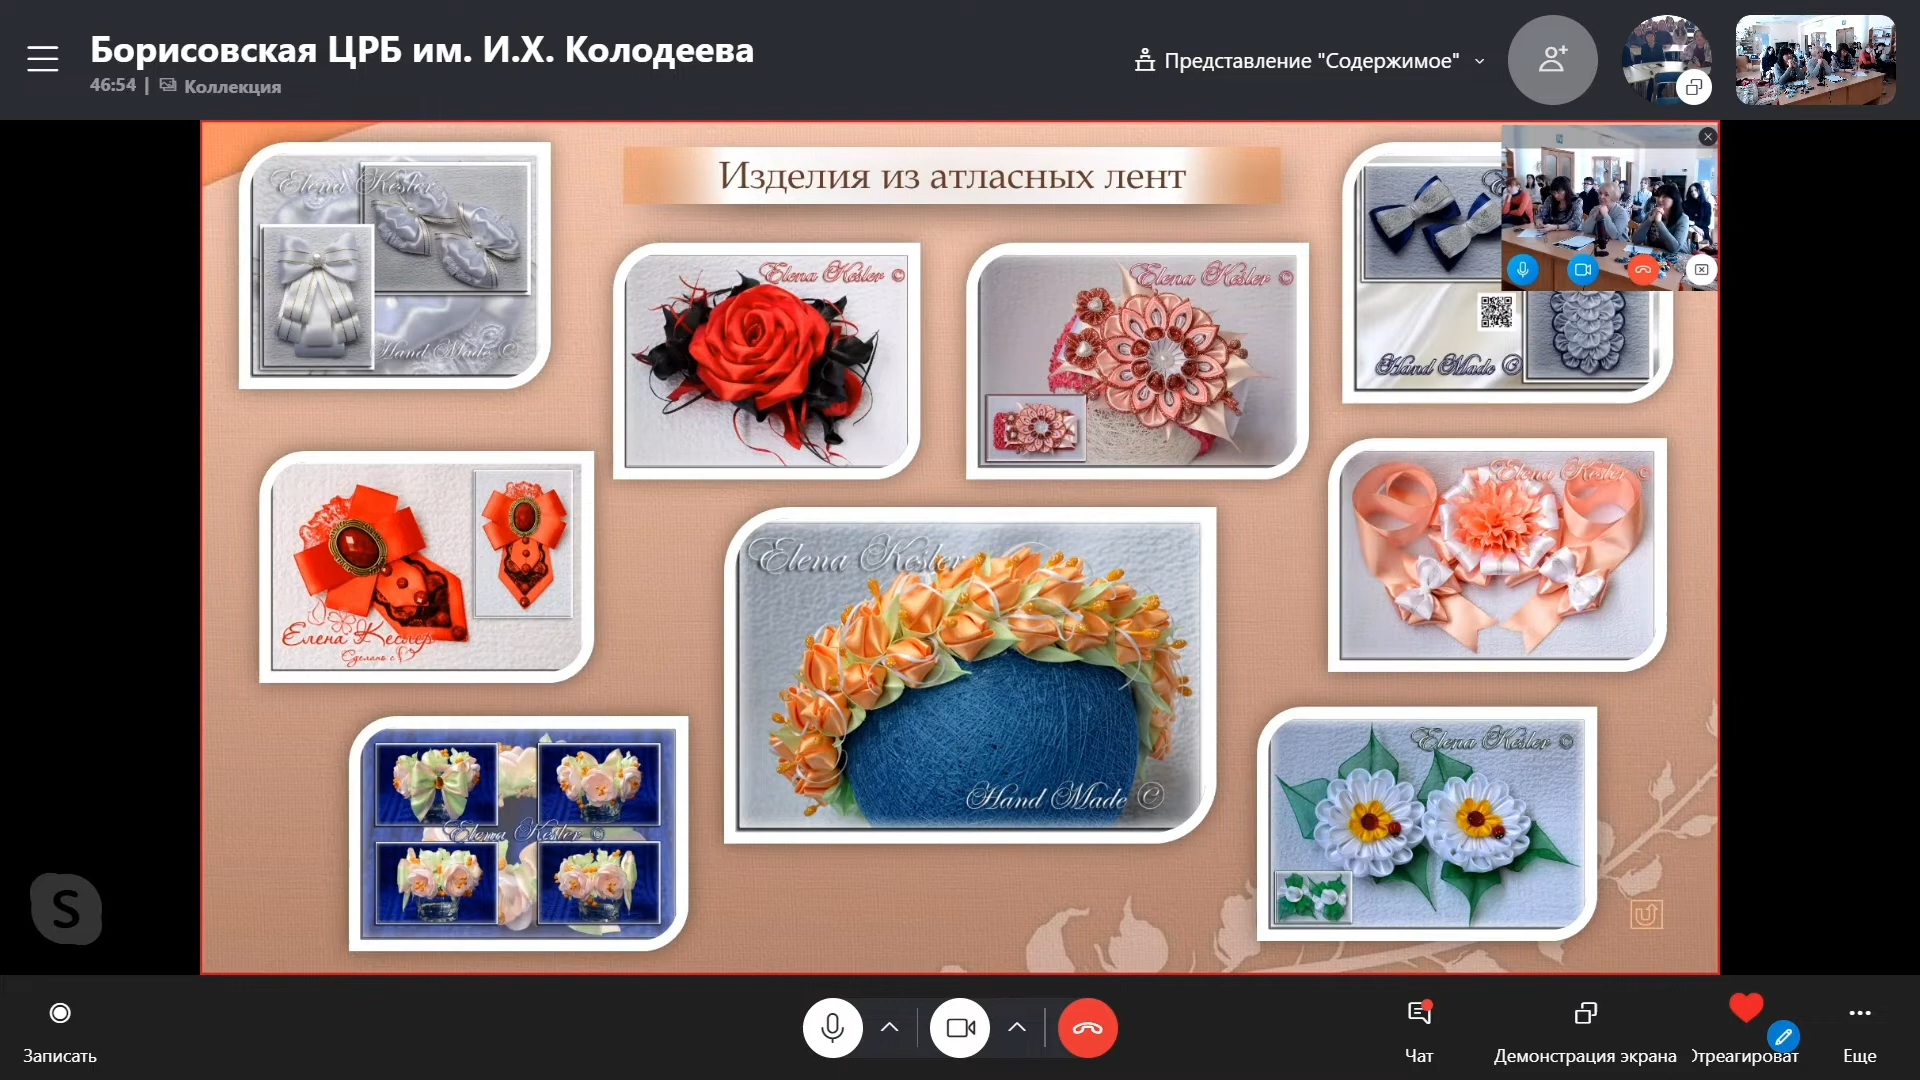 Борисовская ЦРБ им. И.Х. Колодеева
46:54 | Коллекция
Представление "Содержимое"
Изделия из атласных лент
Elena Kesler
Hand Made ©
Elena Kesler ©
Elena Kesler ©
Hand Made ©
Елена Кеслер
Сделано с
Elena Kesler
Hand Made ©
Elena Kesler ©
Elena Kesler ©
Elena Kesler ©
S
Записать
Чат
Демонстрация экрана
Отреагироват
Еще